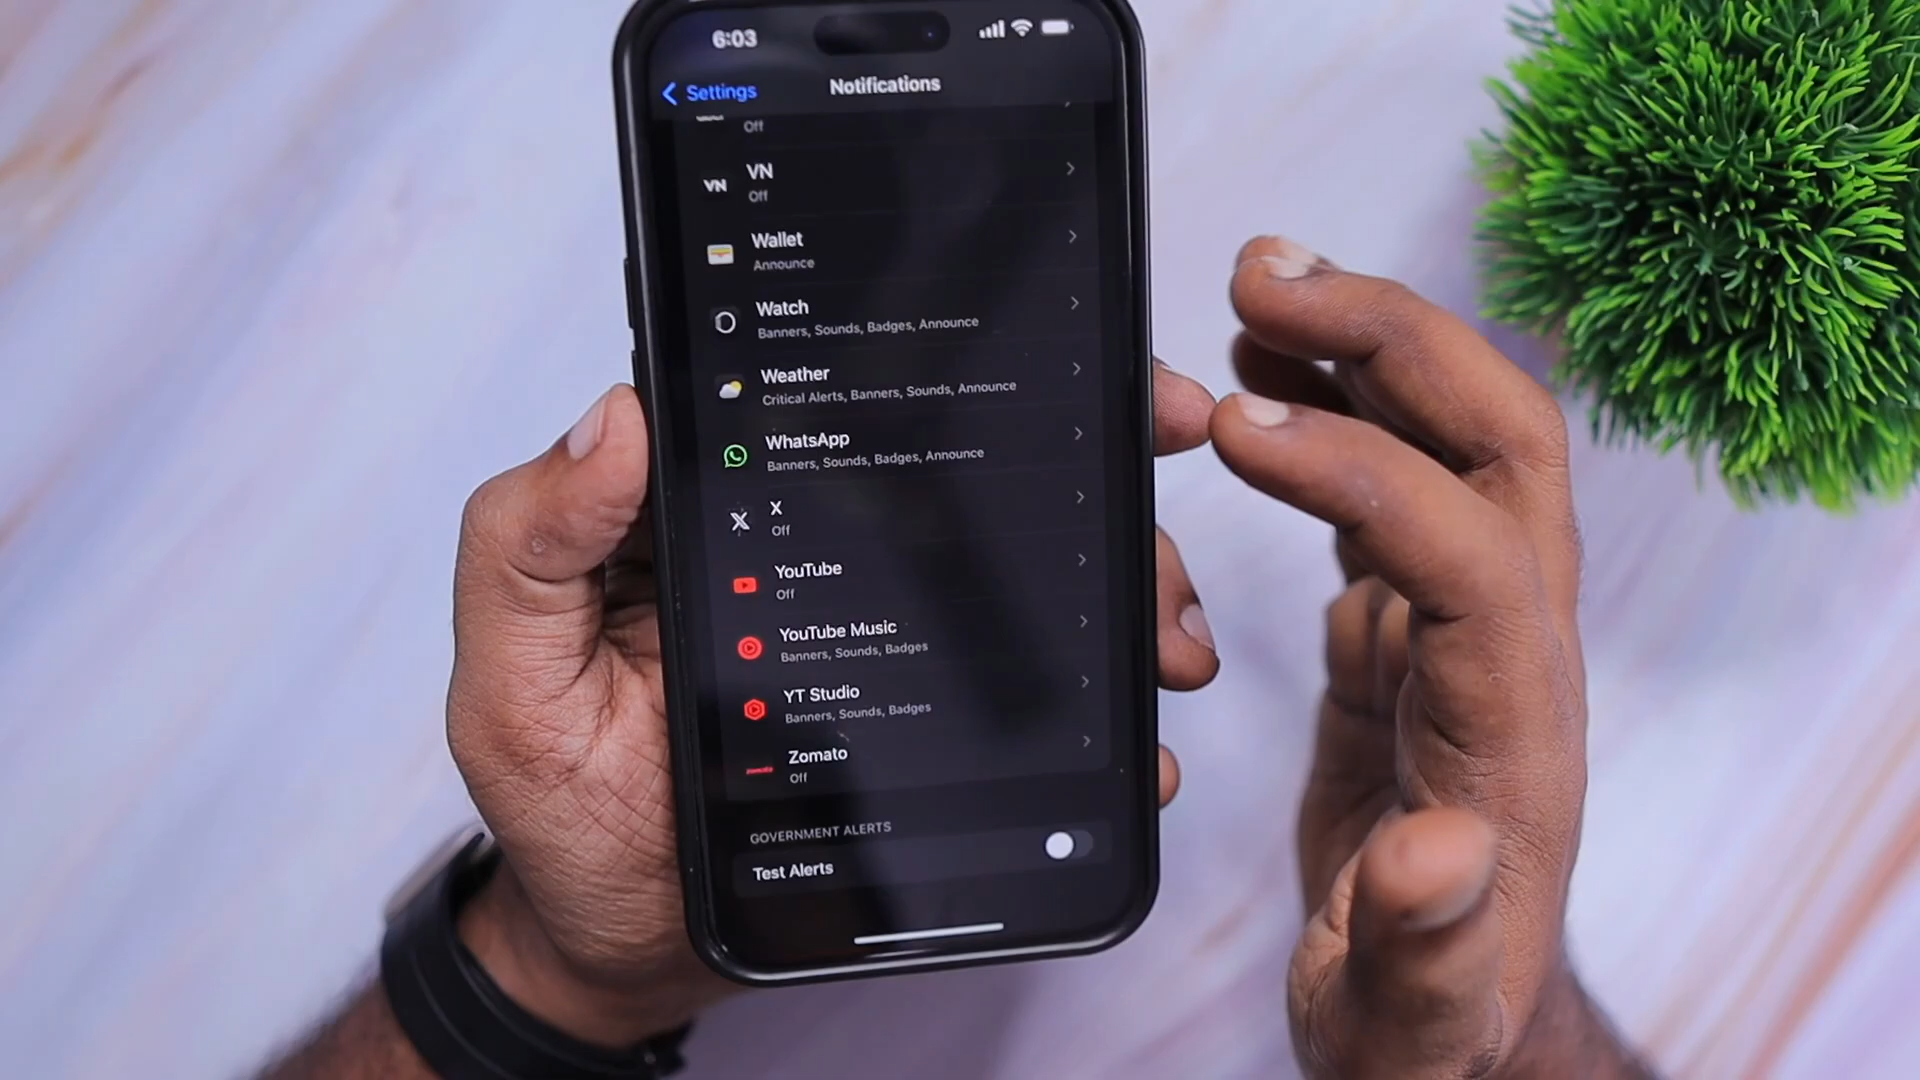 6:03
Settings
Notifications
Off
VN
VN
Off
Wallet
Announce
Watch
Banners, Sounds, Badges, Announce
Weather
Critical Alerts, Banners, Sounds, Announce
WhatsApp
Banners, Sounds, Badges, Announce
X
Off
YouTube
Off
YouTube Music
Banners, Sounds, Badges
YT Studio
Banners, Sounds, Badges
zomato
Zomato
Off
GOVERNMENT ALERTS
Test Alerts